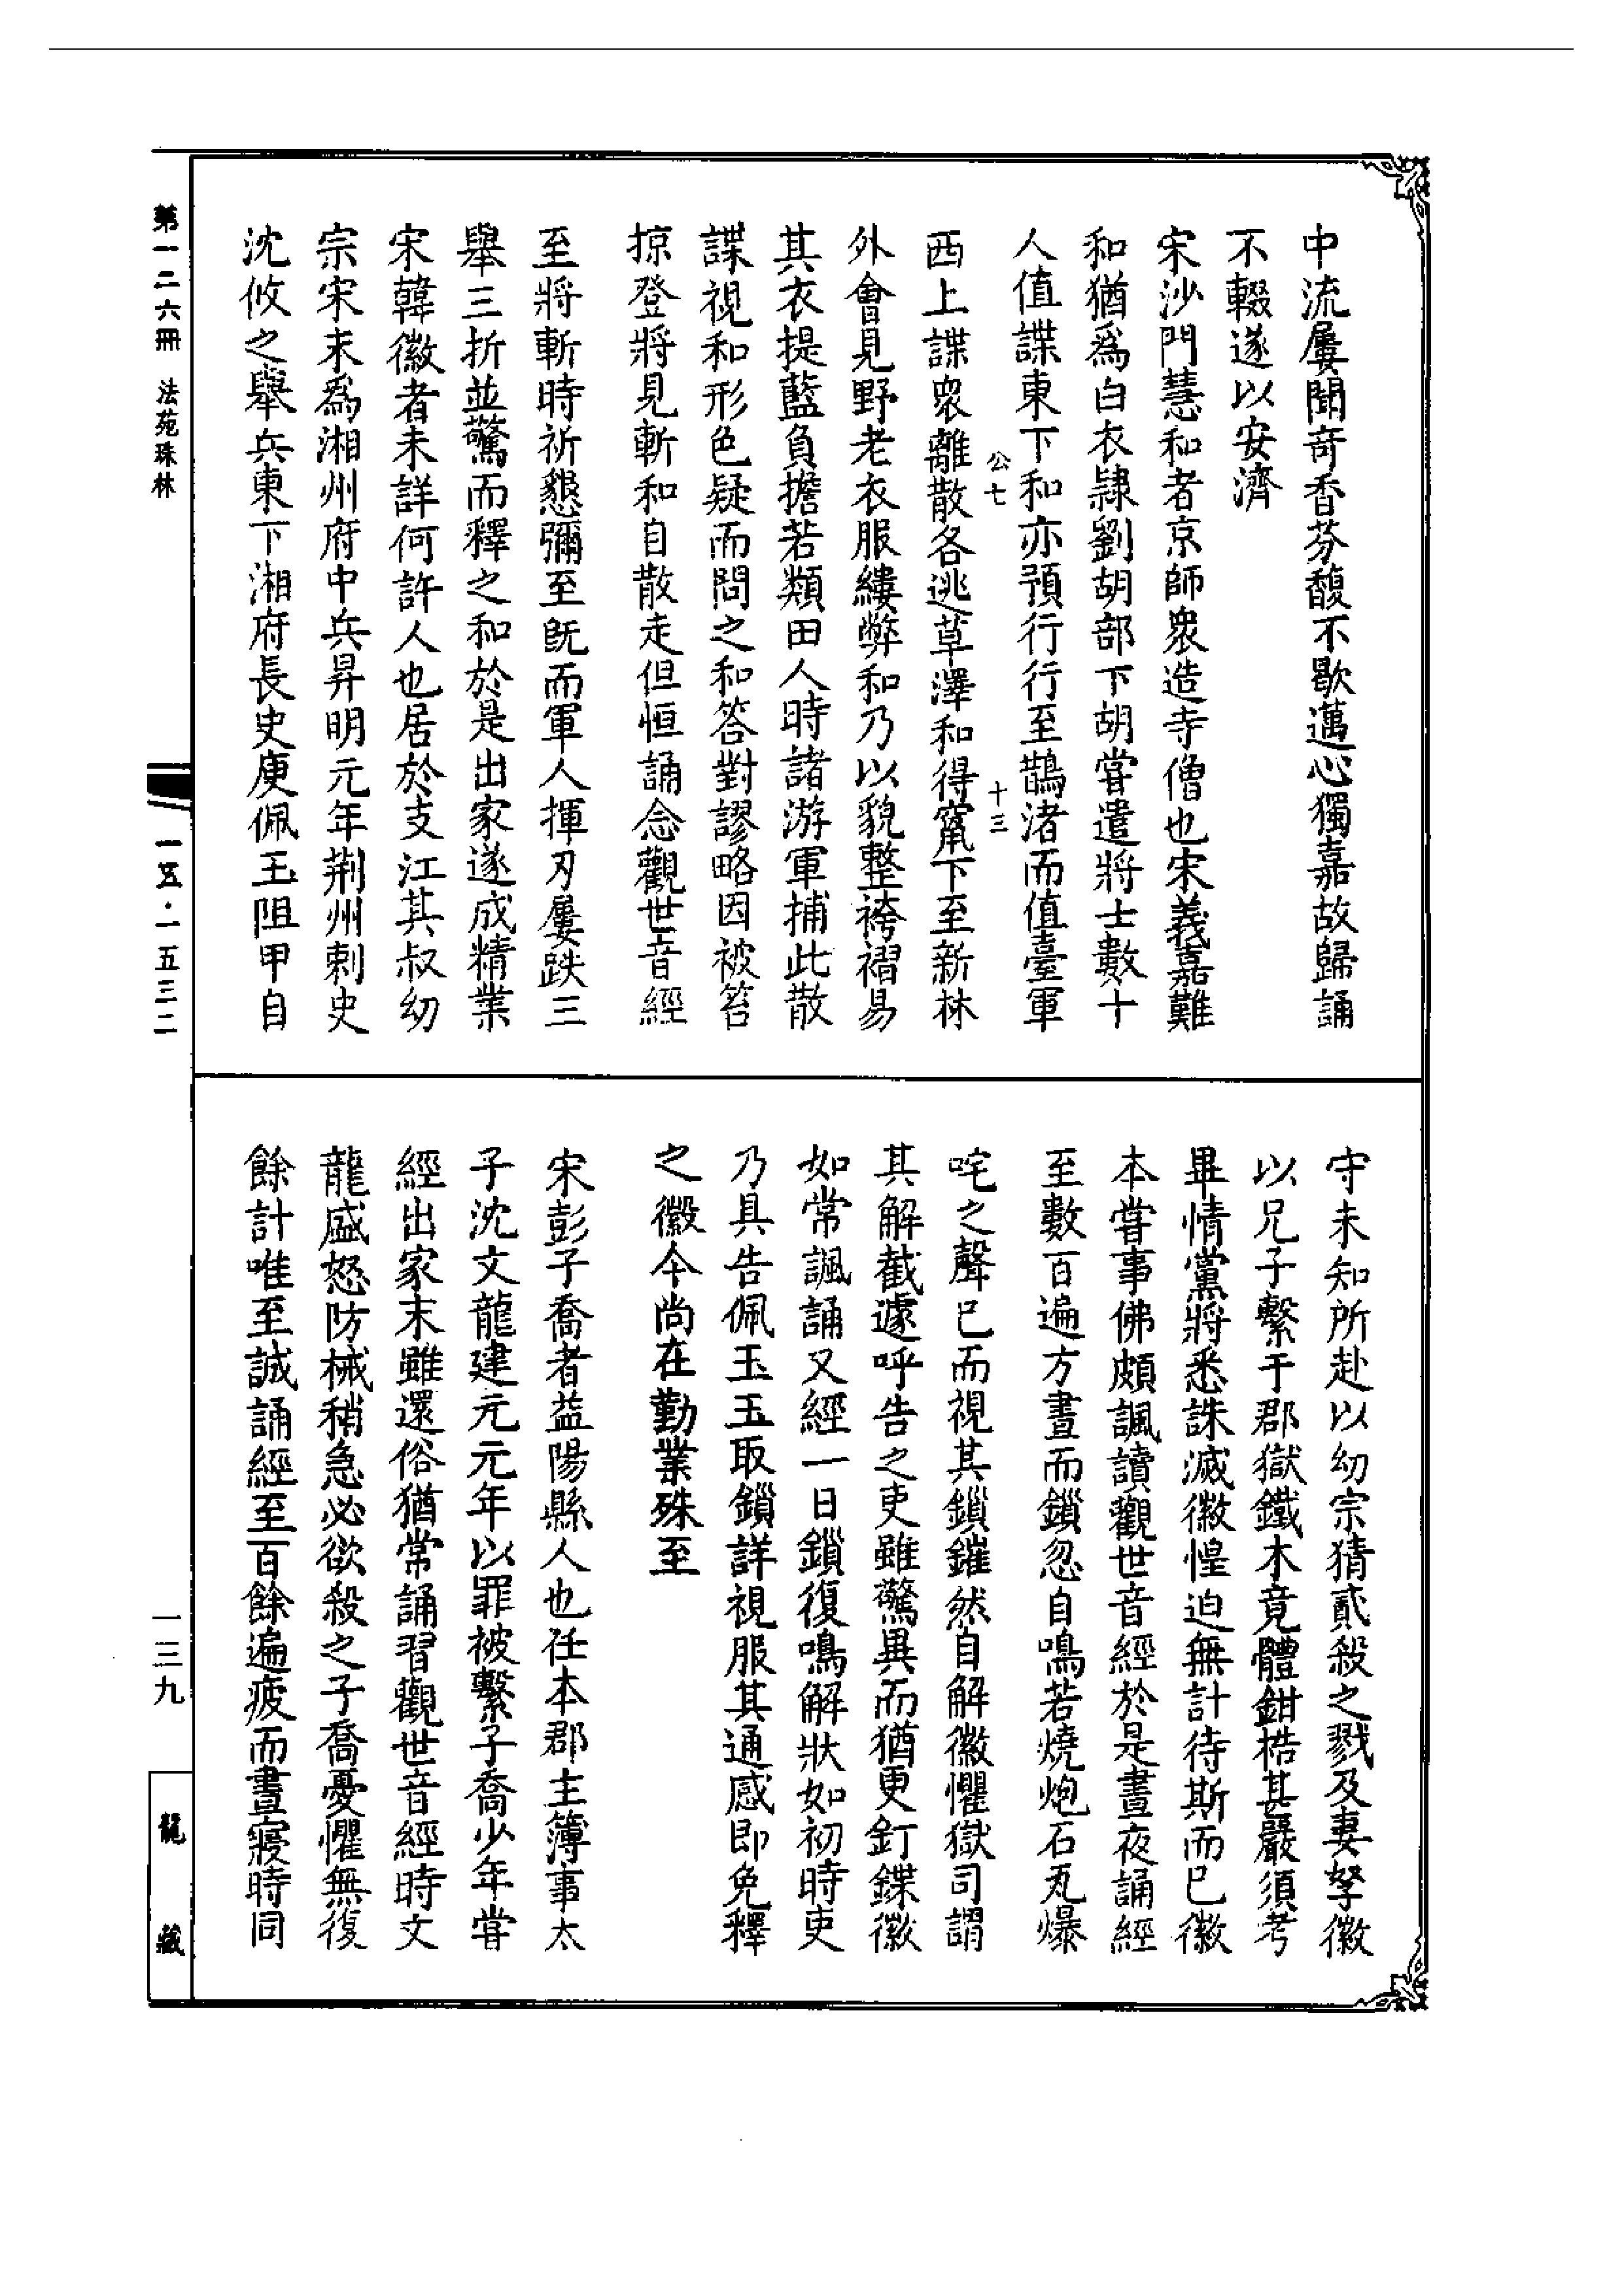 中流屢聞奇香芬馥不歇邁心獨嘉故歸誦
不輟遂以安濟
宋沙門慧和者京師衆造寺僧也宋義嘉難
和猶爲白衣隷劉胡部下胡甞遣將士數十
人值諜東下和亦預行行至鵲渚而值臺軍
公七
十三
西上諜衆離散各逃草澤和得竄下至新林
外會見野老衣服縷弊和乃以貌整袴褶易
其衣提藍負擔若類田人時諸游軍捕此散
諜視和形色疑而問之和答對謬略因被笞
掠登將見斬和自散走但恒誦念觀世音經
至將斬時祈懇彌至旣而軍人揮刃屢跌三
舉三折並驚而釋之和於是出家遂成精業
宋韓徽者未詳何許人也居於支江其叔幼
宗宋末爲湘州府中兵昇明元年荆州剌史
沈攸之舉兵東下湘府長史庾佩玉阻甲自
守未知所赴以幼宗猜貳殺之戮及妻孥徽
以兄子繫于郡獄鐵木竟體鉗梏甚嚴須考
畢情黨將悉誅滅徽惶迫無計待斯而已徽
本甞事佛頗諷讀觀世音經於是晝夜誦經
至數百遍方晝而鎖忽自鳴若燒炮石瓦爆
咤之聲已而視其鎖鏙然自解徽懼獄司謂
其解截遽呼告之吏雖驚異而猶更釘鍱徽
如常諷誦又經一日鎖復鳴解狀如初時吏
乃具告佩玉玉取鎖詳視服其通感即免釋
之徽今尚在勤業殊至
宋彭子喬者益陽縣人也任本郡主簿事太
子沈文龍建元元年以罪被繫子喬少年甞
經出家末雖還俗猶常誦習觀世音經時文
龍盛怒防械稍急必欲殺之子喬憂懼無復
餘計唯至誠誦經至百餘遍疲而晝寢時同
第一二六冊 法苑珠林
一五·一五三二
一三九
龍藏